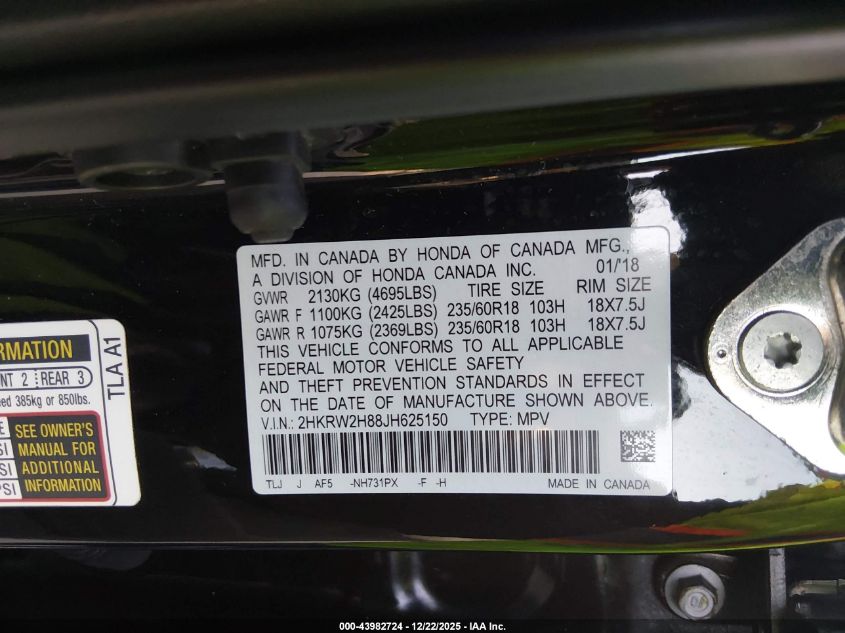 MFD. IN CANADA BY HONDA OF CANADA MFG.,
A DIVISION OF HONDA CANADA INC. 01/'18
GVWR 2130KG (4695LBS) TIRE SIZE RIM SIZE
GAWR F 1100KG (2425LBS) 235/60R18 103H 18X7.5J
GAWR R 1075KG (2369LBS) 235/60R18 103H 18X7.5J
THIS VEHICLE CONFORMS TO ALL APPLICABLE
FEDERAL MOTOR VEHICLE SAFETY
AND THEFT PREVENTION STANDARDS IN EFFECT
ON THE DATE OF MANUFACTURE SHOWN ABOVE.
V.I.N.: 2HKRW2H88JH625150 TYPE: MPV
TLJ J AF5 -NH731PX -F -H MADE IN CANADA
RMATION
NT 2 REAR 3
eed 385kg or 850lbs.
TLA A1
E SEE OWNER'S
SI MANUAL FOR
SI ADDITIONAL
PSI INFORMATION
000-43982724 - 12/22/2025 - IAA Inc.